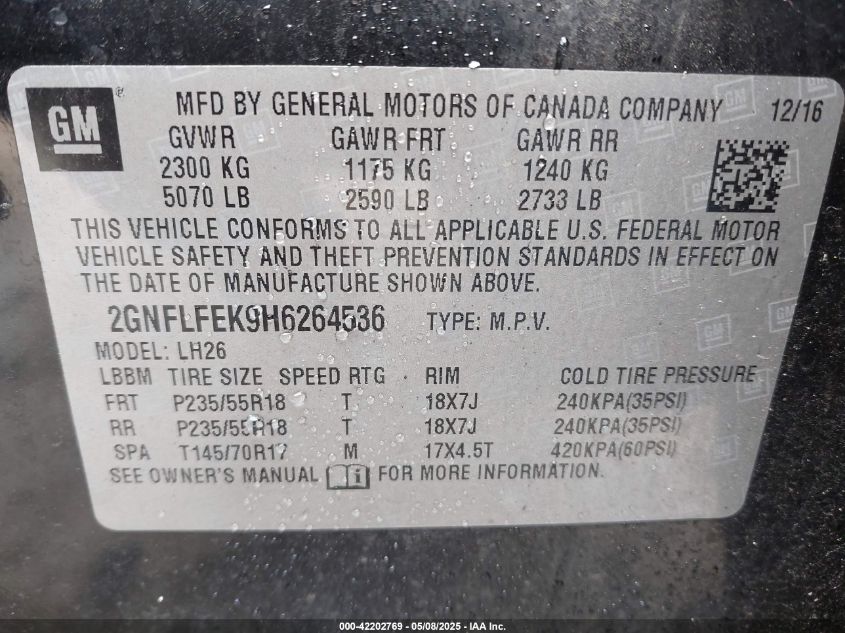 GM ® MFD BY GENERAL MOTORS OF CANADA COMPANY 12/16
GVWR GAWR FRT GAWR RR
2300 KG 1175 KG 1240 KG
5070 LB 2590 LB 2733 LB
THIS VEHICLE CONFORMS TO ALL APPLICABLE U.S. FEDERAL MOTOR
VEHICLE SAFETY AND THEFT PREVENTION STANDARDS IN EFFECT ON
THE DATE OF MANUFACTURE SHOWN ABOVE.
2GNFLFEK9H6264536 TYPE: M.P.V.
MODEL: LH26
LBBM TIRE SIZE SPEED RTG RIM COLD TIRE PRESSURE
FRT P235/55R18 T 18X7J 240KPA(35PSI)
RR P235/55R18 T 18X7J 240KPA(35PSI)
SPA T145/70R17 M 17X4.5T 420KPA(60PSI)
SEE OWNER'S MANUAL i FOR MORE INFORMATION.
000-42202769 - 05/08/2025 - IAA Inc.